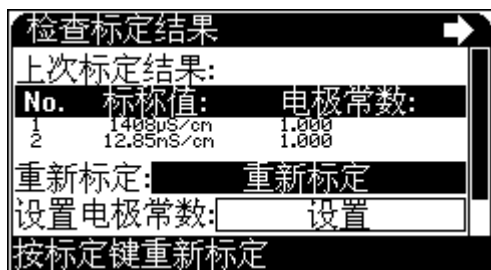 检查标定结果
上次标定结果:
No. 标称值: 电极常数:
1 1408µS/cm 1.000
2 12.85mS/cm 1.000
重新标定: 重新标定
设置电极常数: 设置
按标定键重新标定